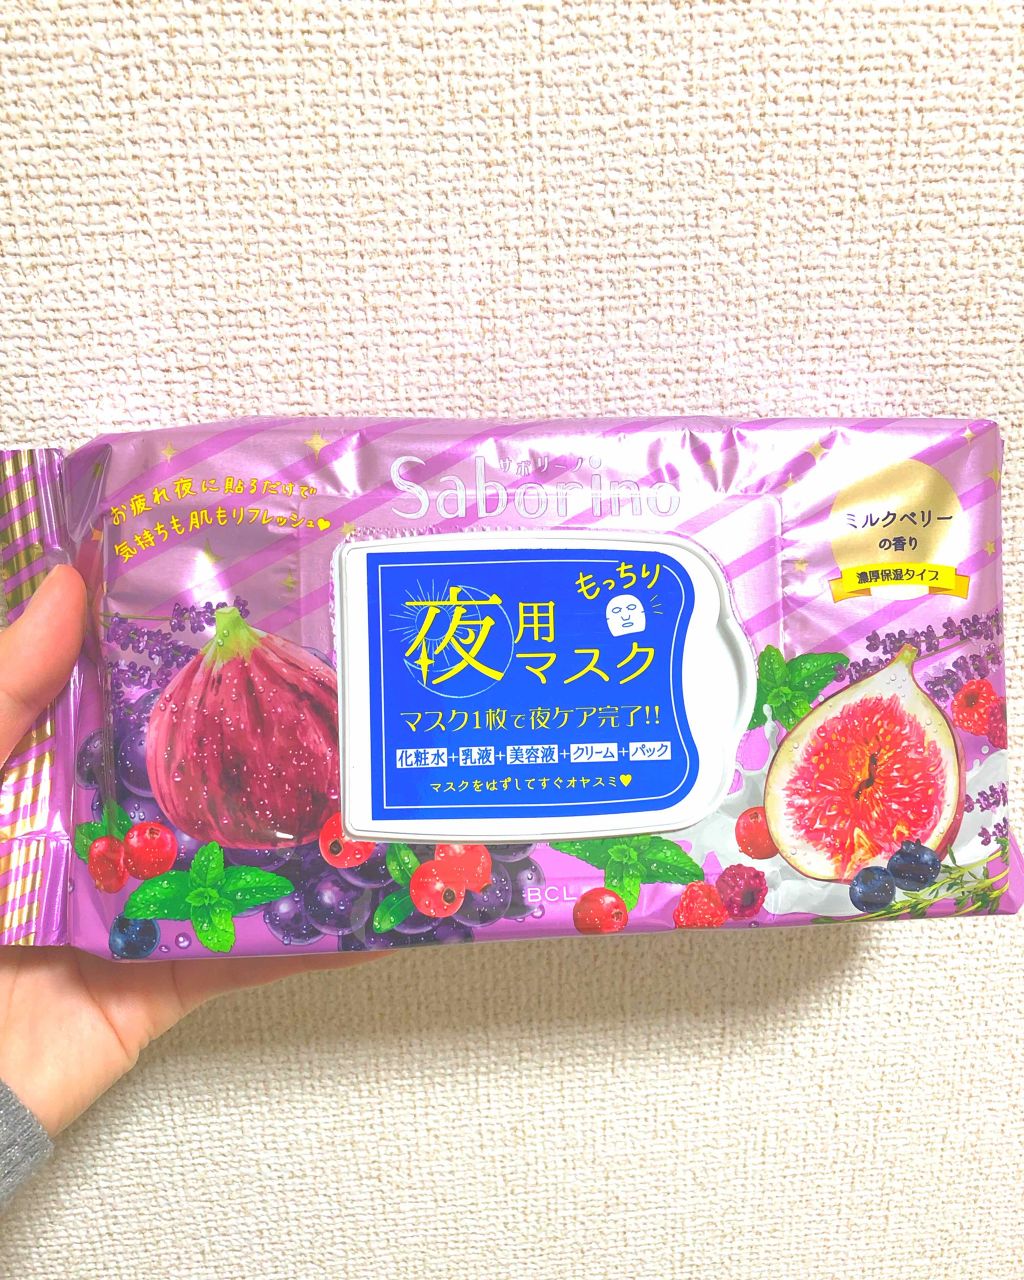 サボリーノ
Saborino
お疲れ夜に貼るだけで
気持ちも肌もリフレッシュ♥
ミルクベリー
の香り
濃厚保湿タイプ
もっちり
夜用
マスク
マスク1枚で夜ケア完了!!
化粧水+乳液+美容液+クリーム+パック
マスクをはずしてすぐオヤスミ♥
BCL